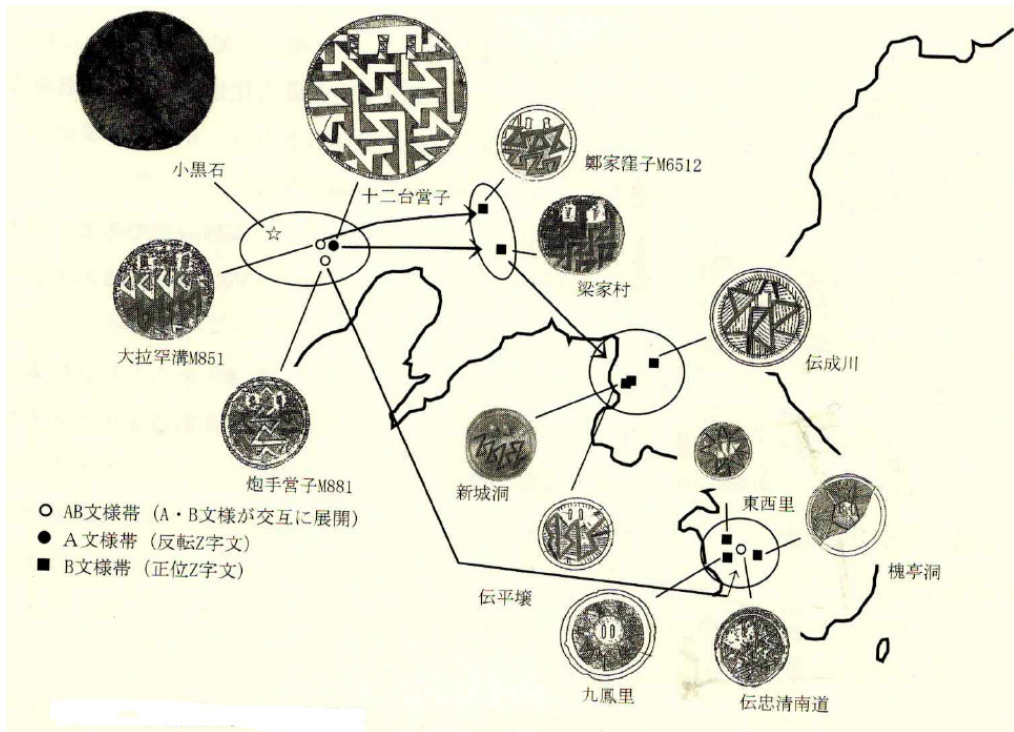 小黒石
十二台営子
鄭家窪子M6512
梁家村
大拉罕溝M851
伝成川
炮手営子M881
新城洞
東西里
槐亭洞
伝平壌
九鳳里
伝忠清南道
○ AB文様帯（A・B文様が交互に展開）
● A文様帯（反転Z字文）
■ B文様帯（正位Z字文）